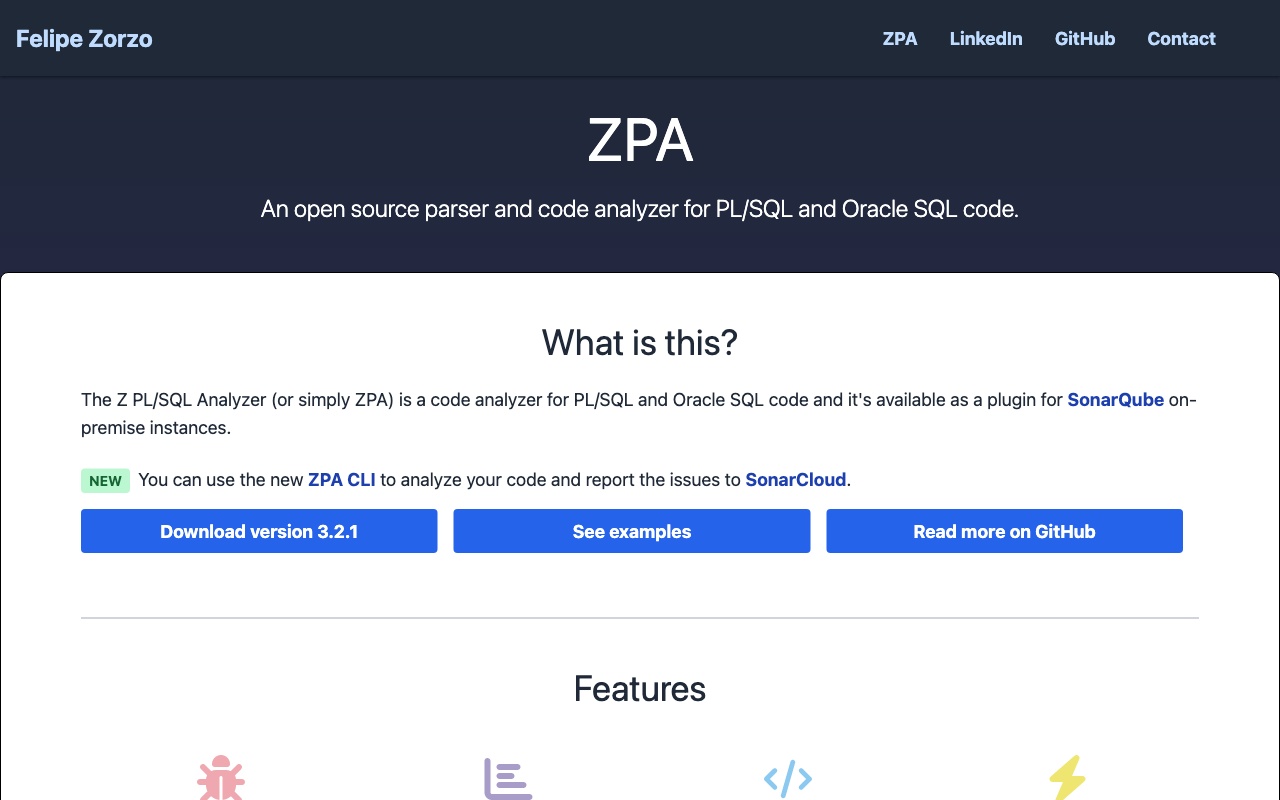 Felipe Zorzo
ZPA
LinkedIn
GitHub
Contact
ZPA
An open source parser and code analyzer for PL/SQL and Oracle SQL code.
What is this?
The Z PL/SQL Analyzer (or simply ZPA) is a code analyzer for PL/SQL and Oracle SQL code and it's available as a plugin for SonarQube on-
premise instances.
NEW You can use the new ZPA CLI to analyze your code and report the issues to SonarCloud.
Download version 3.2.1
See examples
Read more on GitHub
Features